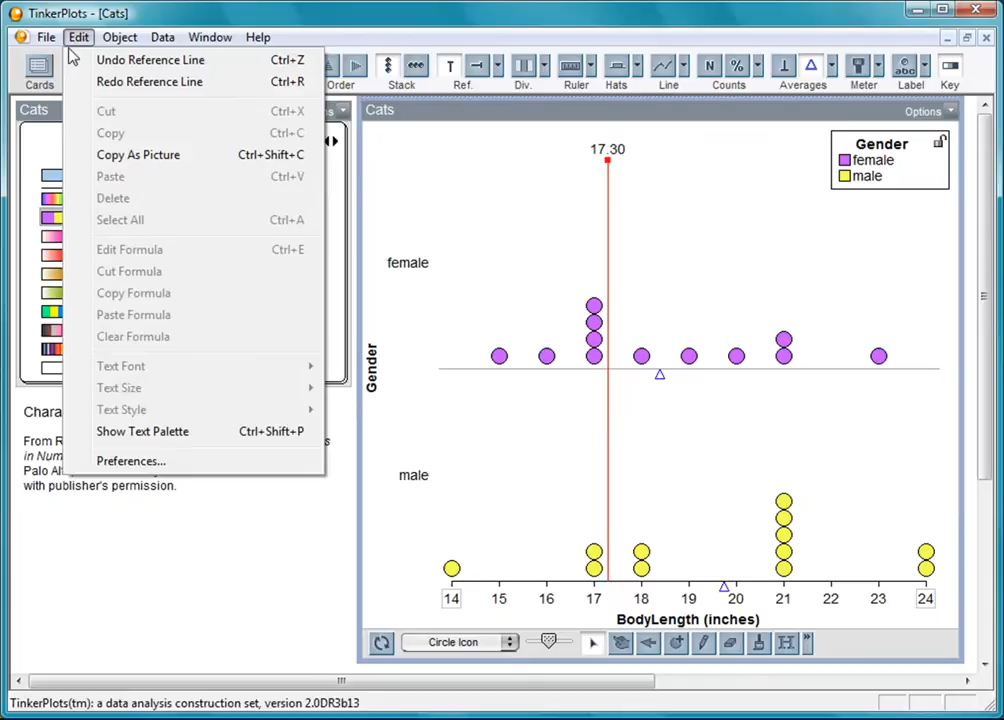 TinkerPlots - [Cats]
File Edit Object Data Window Help
Cards Order Stack Ref. Div. Ruler Hats Line Counts Averages Meter Label Key
Undo Reference Line Ctrl+Z
Redo Reference Line Ctrl+R
Cut Ctrl+X
Copy Ctrl+C
Copy As Picture Ctrl+Shift+C
Paste Ctrl+V
Delete
Select All Ctrl+A
Edit Formula Ctrl+E
Cut Formula
Copy Formula
Paste Formula
Clear Formula
Text Font
Text Size
Text Style
Show Text Palette Ctrl+Shift+P
Preferences...
Cats
Chara
From R
in Num
Palo Al
with publisher's permission.
Cats Options
17.30
Gender
female
male
female
Gender
male
14 15 16 17 18 19 20 21 22 23 24
BodyLength (inches)
Circle Icon
TinkerPlots(tm): a data analysis construction set, version 2.0DR3b13